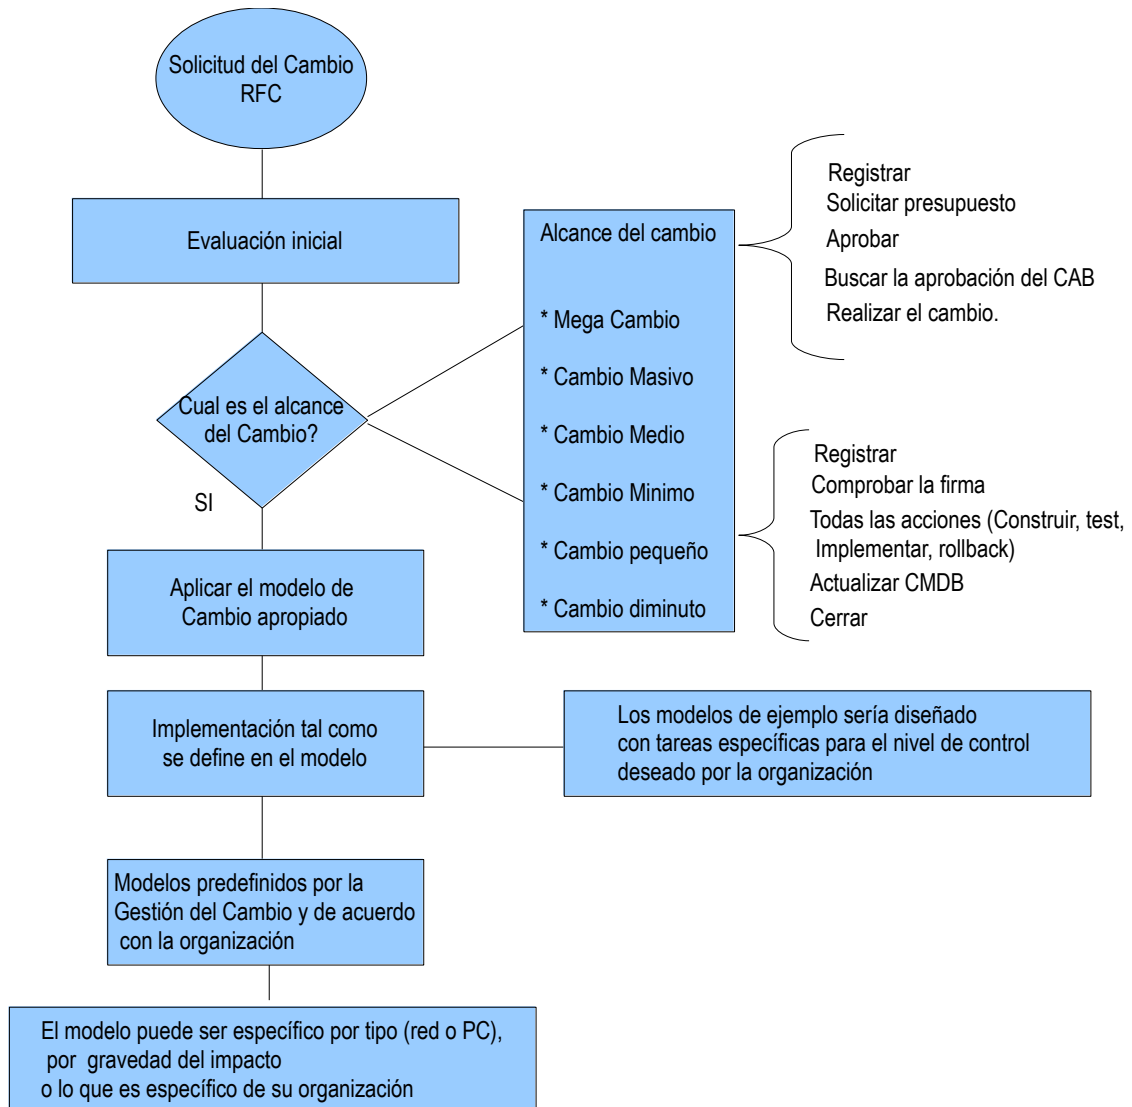 Solicitud del Cambio
RFC
Evaluación inicial
Cual es el alcance
del Cambio?
SI
Alcance del cambio
* Mega Cambio
* Cambio Masivo
* Cambio Medio
* Cambio Minimo
* Cambio pequeño
* Cambio diminuto
Registrar
Solicitar presupuesto
Aprobar
Buscar la aprobación del CAB
Realizar el cambio.
Registrar
Comprobar la firma
Todas las acciones (Construir, test,
Implementar, rollback)
Actualizar CMDB
Cerrar
Aplicar el modelo de
Cambio apropiado
Implementación tal como
se define en el modelo
Los modelos de ejemplo sería diseñado
con tareas específicas para el nivel de control
deseado por la organización
Modelos predefinidos por la
Gestión del Cambio y de acuerdo
con la organización
El modelo puede ser específico por tipo (red o PC),
por gravedad del impacto
o lo que es específico de su organización